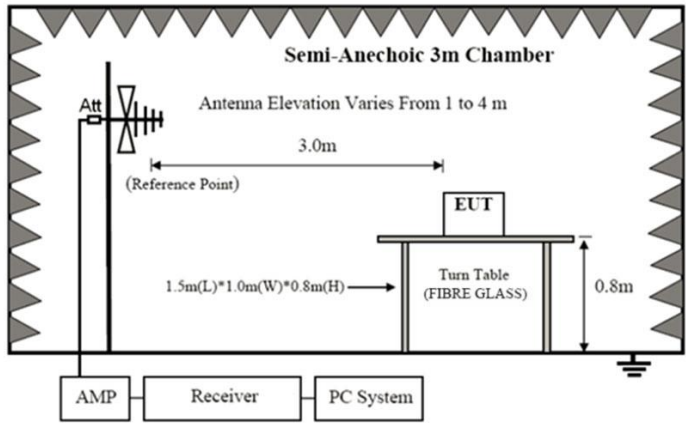 Semi-Anechoic 3m Chamber
Att
Antenna Elevation Varies From 1 to 4 m
3.0m
(Reference Point)
EUT
1.5m(L)*1.0m(W)*0.8m(H)
Turn Table
(FIBRE GLASS)
0.8m
AMP
Receiver
PC System